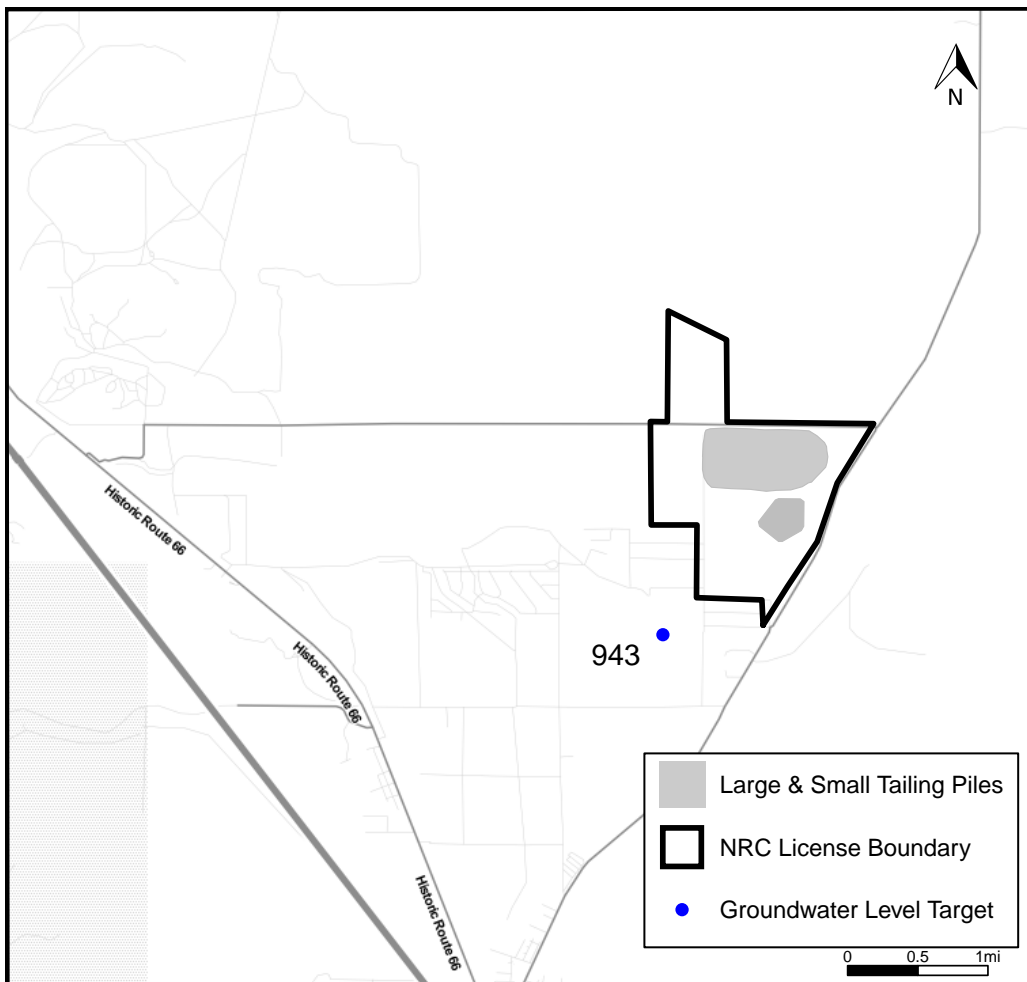 N
Historic Route 66
Historic Route 66
943
Historic Route 66
Large & Small Tailing Piles
NRC License Boundary
Groundwater Level Target
0 0.5 1mi